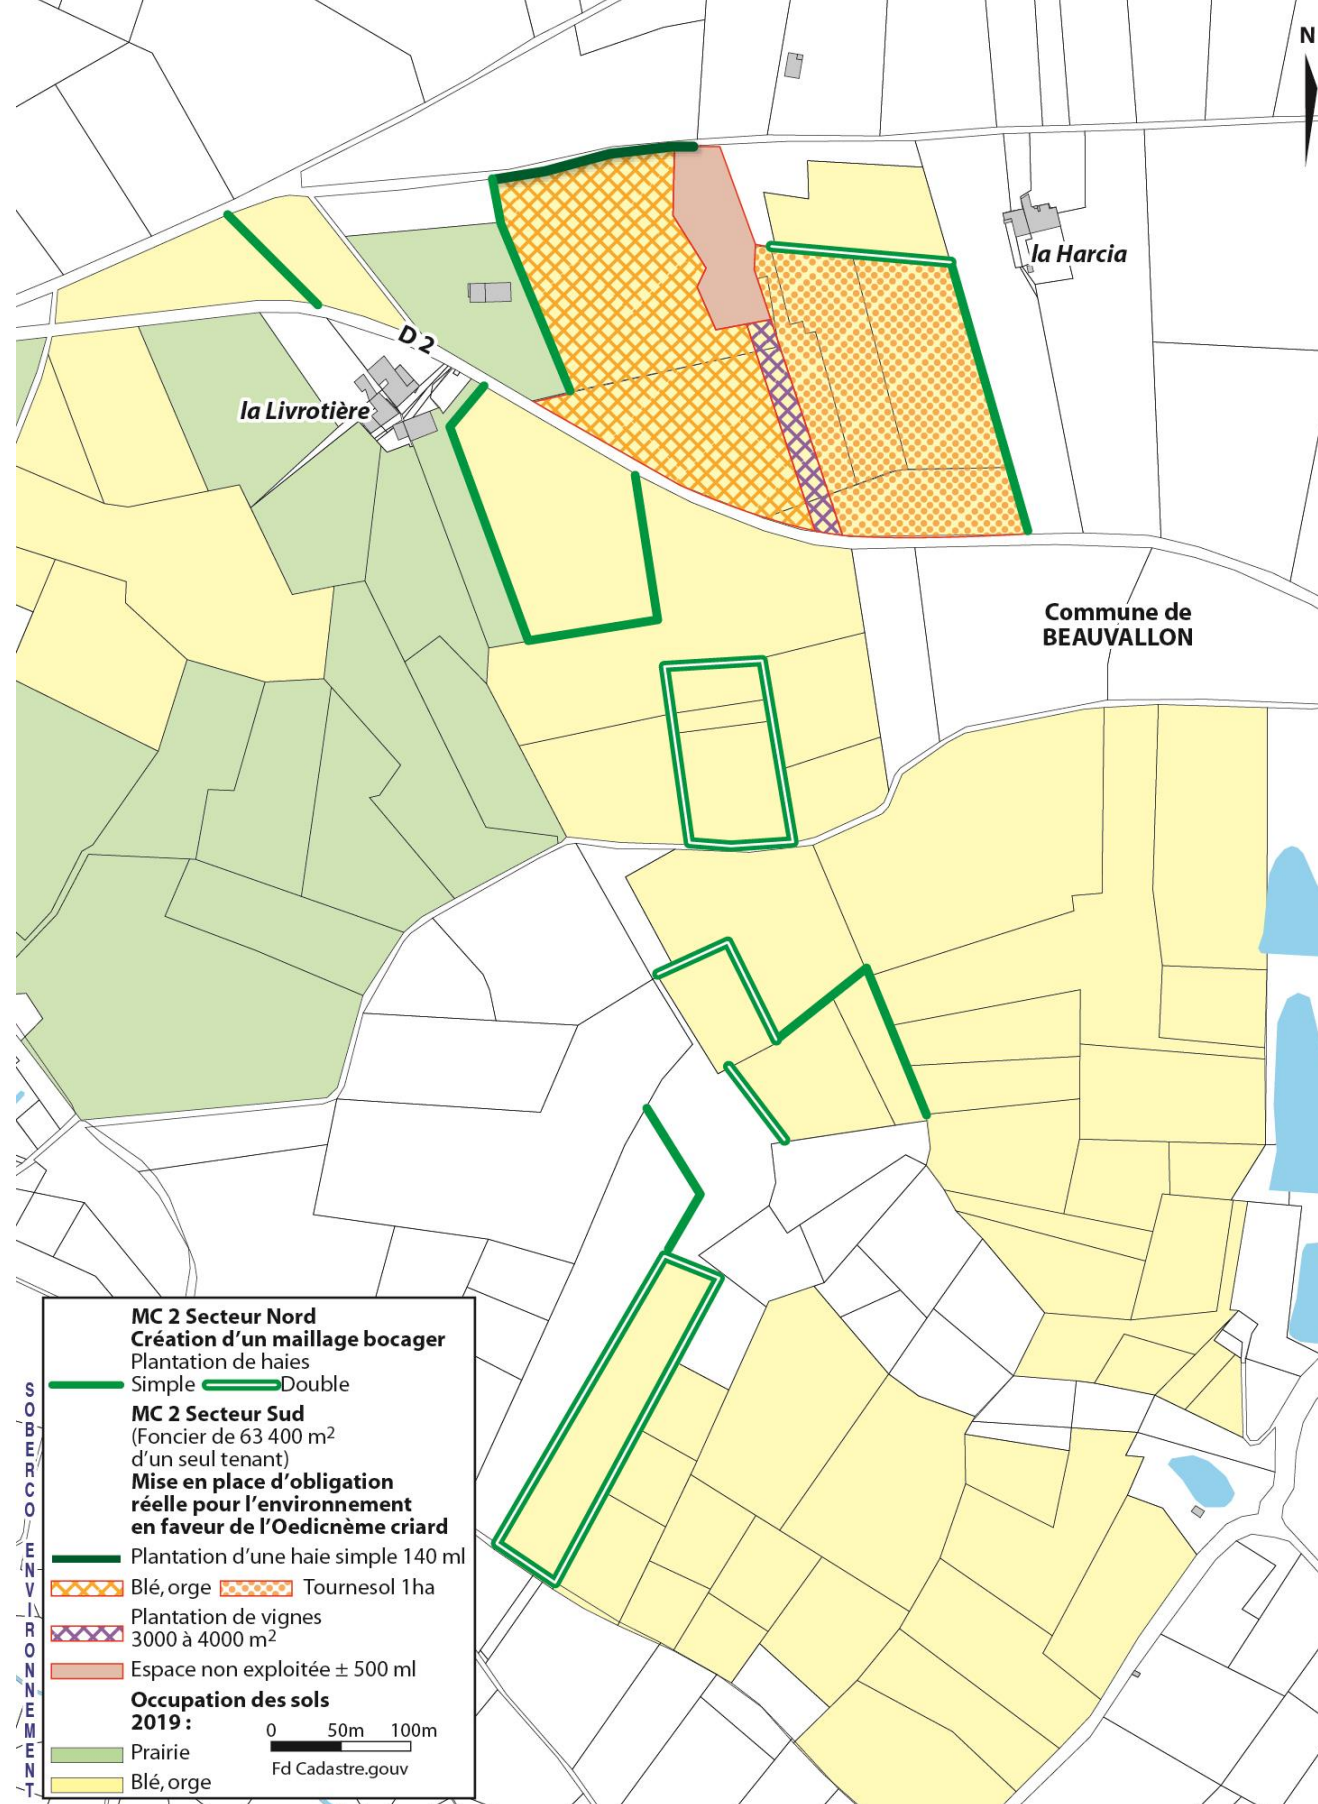 N
la Harcia
D 2
la Livrotière
Commune de
BEAUVALLON
MC 2 Secteur Nord
Création d’un maillage bocager
Plantation de haies
Simple Double
MC 2 Secteur Sud
(Foncier de 63 400 m²
d’un seul tenant)
Mise en place d’obligation
réelle pour l’environnement
en faveur de l’Oedicnème criard
Plantation d’une haie simple 140 ml
Blé, orge Tournesol 1ha
Plantation de vignes
3000 à 4000 m²
Espace non exploitée ± 500 ml
Occupation des sols
2019 :
0 50m 100m
Prairie
Fd Cadastre.gouv
Blé, orge
SOBERCO ENVIRONNEMENT